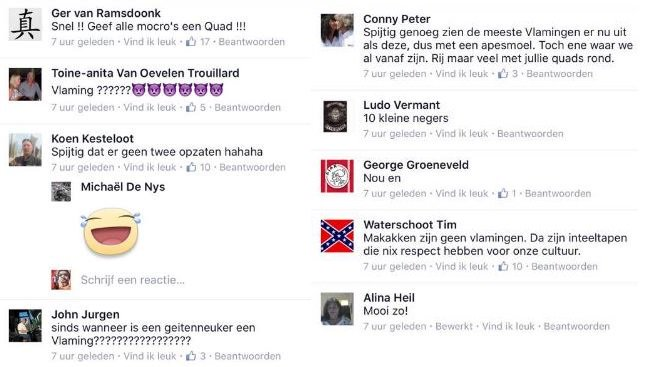 真
Ger van Ramsdoonk
Snel !! Geef alle mocro's een Quad !!!
7 uur geleden · Vind ik leuk · 17 · Beantwoorden
Toine-anita Van Oevelen Trouillard
Vlaming ??????😈😈😈😈😈😈
7 uur geleden · Vind ik leuk · 5 · Beantwoorden
Koen Kesteloot
Spijtig dat er geen twee opzaten hahaha
7 uur geleden · Vind ik leuk · 10 · Beantwoorden
Michaël De Nys
Schrijf een reactie...
John Jurgen
sinds wanneer is een geitenneuker een
Vlaming?????????????????
7 uur geleden · Vind ik leuk · 3 · Beantwoorden
Conny Peter
Spijtig genoeg zien de meeste Vlamingen er nu uit
als deze, dus met een apesmoel. Toch ene waar we
al vanaf zijn. Rij maar veel met jullie quads rond.
7 uur geleden · Vind ik leuk · 3 · Beantwoorden
Ludo Vermant
10 kleine negers
7 uur geleden · Vind ik leuk · Beantwoorden
George Groeneveld
Nou en
7 uur geleden · Vind ik leuk · 1 · Beantwoorden
Waterschoot Tim
Makakken zijn geen vlamingen. Da zijn inteeltapen
die nix respect hebben voor onze cultuur.
7 uur geleden · Vind ik leuk · 10 · Beantwoorden
Alina Heil
Mooi zo!
7 uur geleden · Bewerkt · Vind ik leuk · Beantwoorden